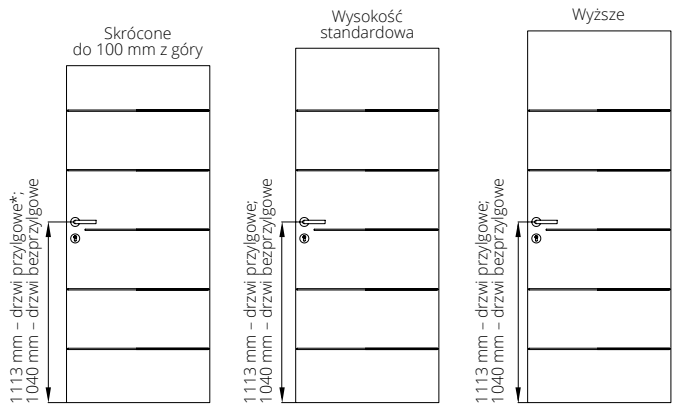 Skrócone
do 100 mm z góry
1113 mm – drzwi przylgowe*;
1040 mm – drzwi bezprzylgowe
Wysokość
standardowa
1113 mm – drzwi przylgowe;
1040 mm – drzwi bezprzylgowe
Wyższe
1113 mm – drzwi przylgowe;
1040 mm – drzwi bezprzylgowe